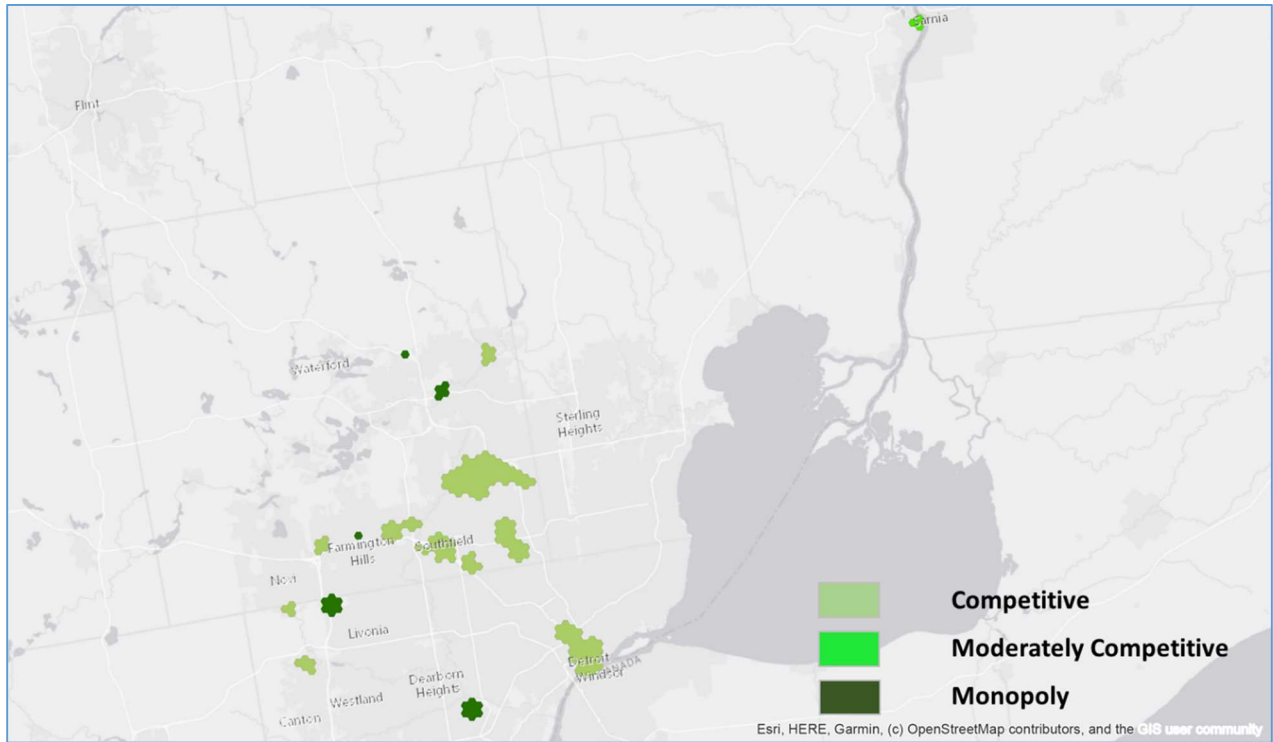 Sarnia
Flint
Waterford
Sterling
Heights
Southfield
Farmington
Hills
Novi
Livonia
Detroit
CANADA
Windsor
Dearborn
Heights
Westland
Canton
Competitive
Moderately Competitive
Monopoly
Esri, HERE, Garmin, (c) OpenStreetMap contributors, and the GIS user community